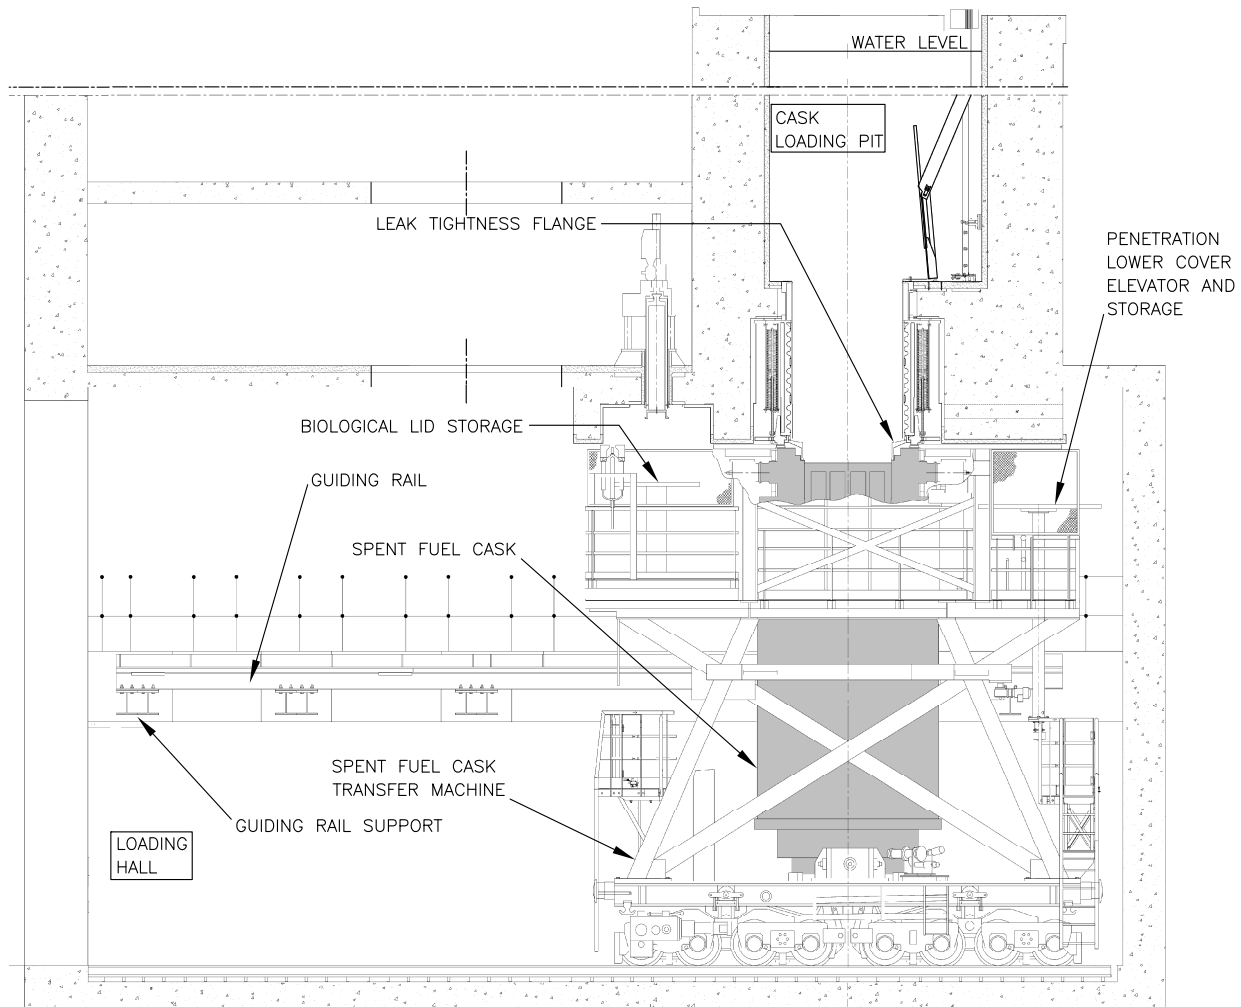 WATER LEVEL
CASK
LOADING PIT
LEAK TIGHTNESS FLANGE
PENETRATION
LOWER COVER
ELEVATOR AND
STORAGE
BIOLOGICAL LID STORAGE
GUIDING RAIL
SPENT FUEL CASK
SPENT FUEL CASK
TRANSFER MACHINE
GUIDING RAIL SUPPORT
LOADING
HALL